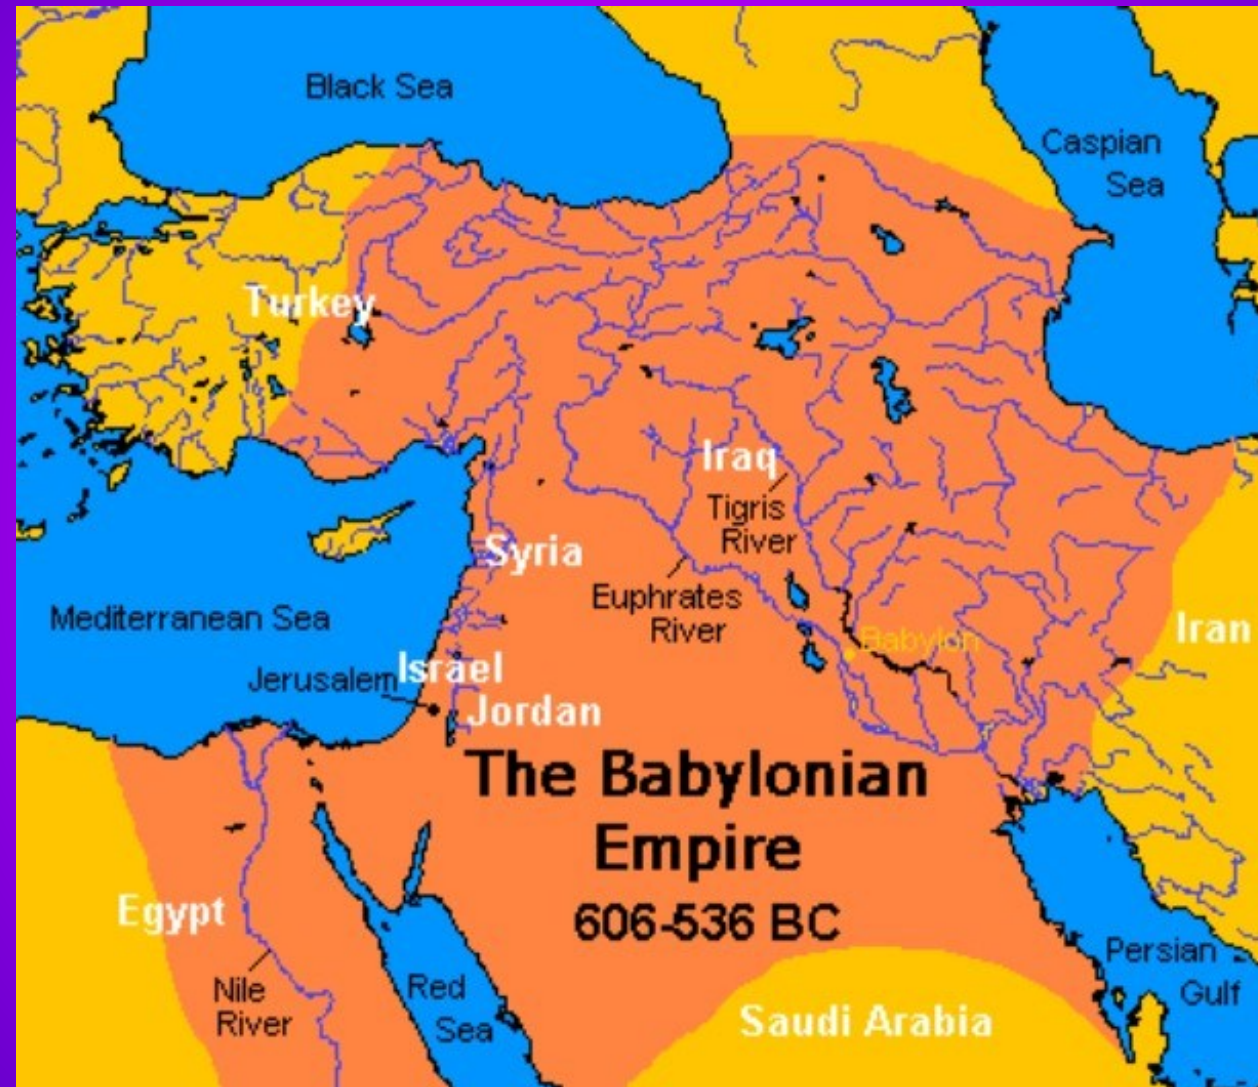 Black Sea
Caspian
Sea
Turkey
Iraq
Tigris
River
Syria
Euphrates
River
Mediterranean Sea
Babylon
Iran
Israel
Jerusalem
Jordan
The Babylonian
Empire
606-536 BC
Egypt
Nile
River
Red
Sea
Persian
Gulf
Saudi Arabia